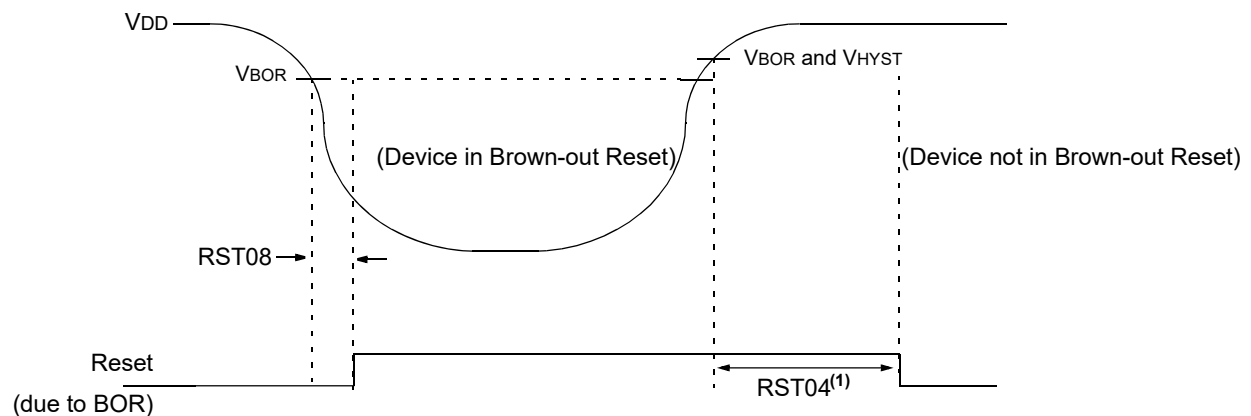 VDD
VBOR and VHYST
VBOR
(Device in Brown-out Reset)
(Device not in Brown-out Reset)
RST08
Reset
(due to BOR)
RST04(1)